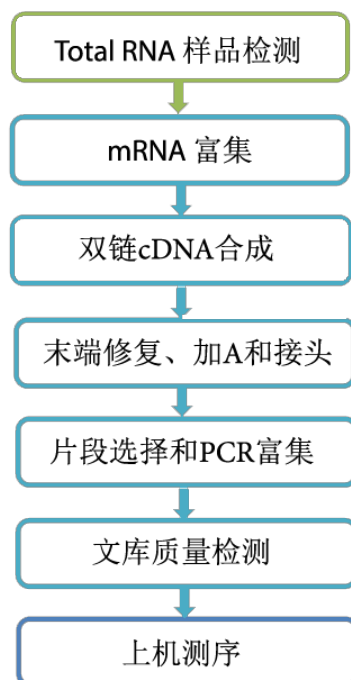 Total RNA 样品检测
mRNA 富集
双链cDNA合成
末端修复、加A和接头
片段选择和PCR富集
文库质量检测
上机测序